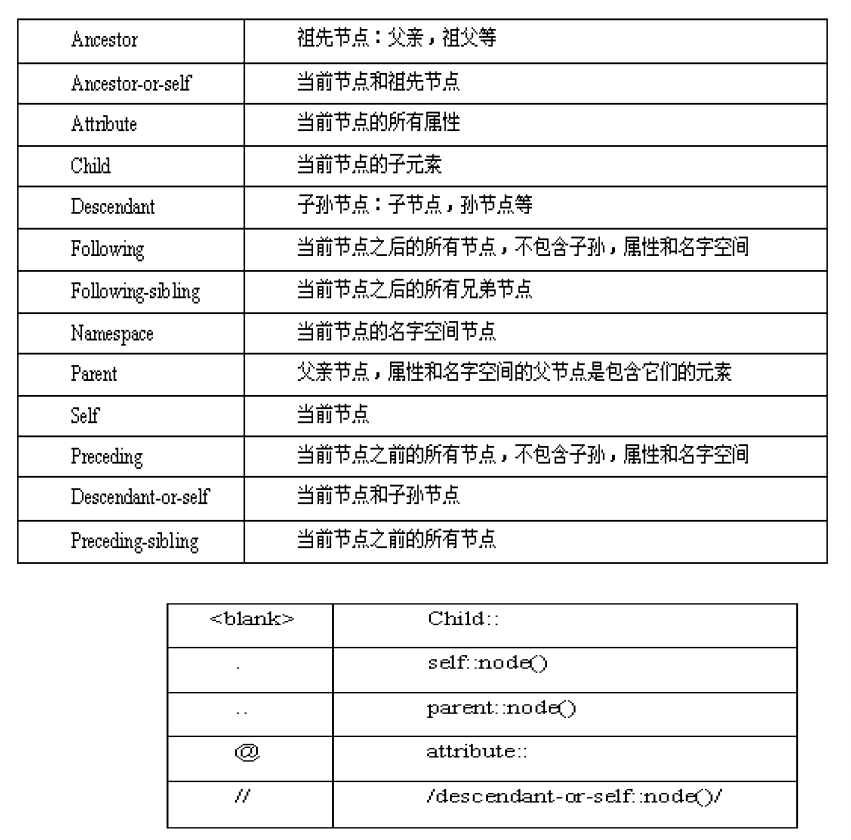 Ancestor 祖先节点：父亲，祖父等
Ancestor-or-self 当前节点和祖先节点
Attribute 当前节点的所有属性
Child 当前节点的子元素
Descendant 子孙节点：子节点，孙节点等
Following 当前节点之后的所有节点，不包含子孙，属性和名字空间
Following-sibling 当前节点之后的所有兄弟节点
Namespace 当前节点的名字空间节点
Parent 父亲节点，属性和名字空间的父节点是包含它们的元素
Self 当前节点
Preceding 当前节点之前的所有节点，不包含子孙，属性和名字空间
Descendant-or-self 当前节点和子孙节点
Preceding-sibling 当前节点之前的所有节点
<blank> Child::
. self::node()
.. parent::node()
@ attribute::
// /descendant-or-self::node()/